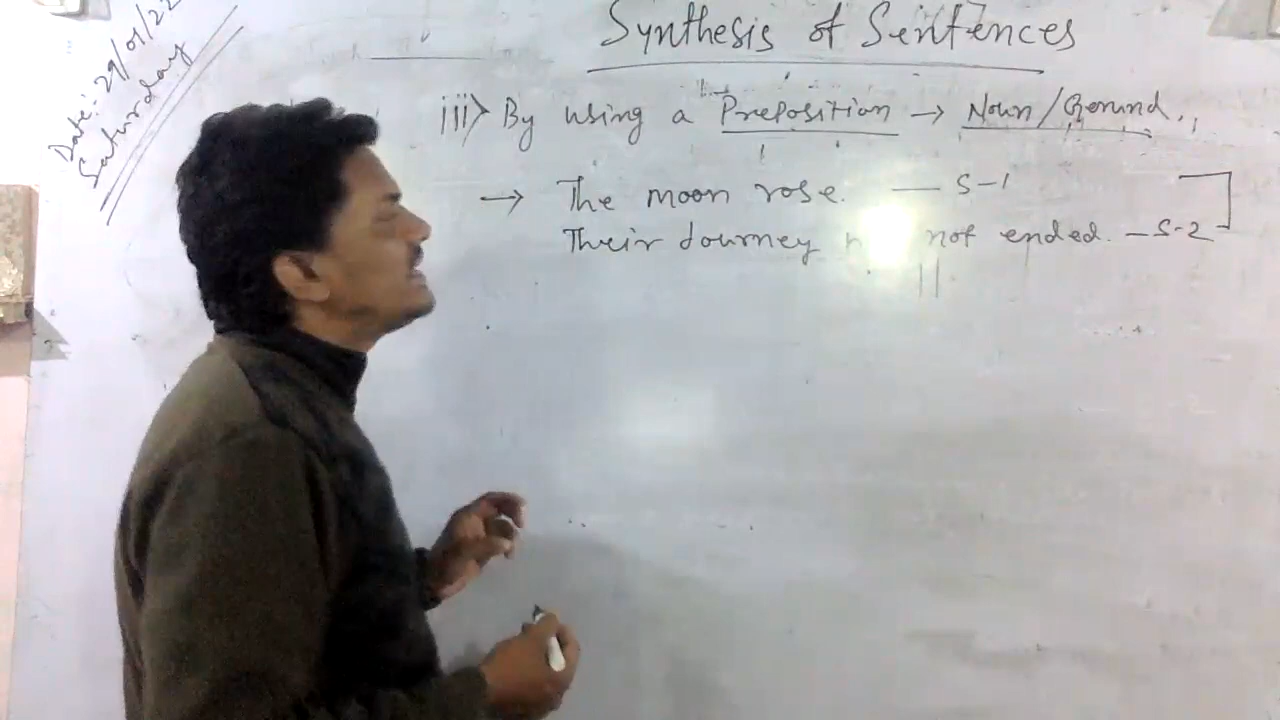 Date:- 29/01/22
Saturday
Synthesis of Sentences
iii> By using a Preposition → Noun/Gerund.
→ The moon rose. — S-1
Their Journey not ended. — S-2